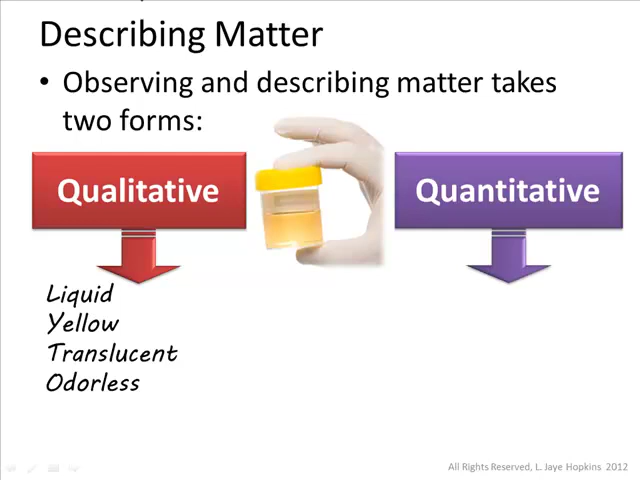 Describing Matter
• Observing and describing matter takes
two forms:
Qualitative
Quantitative
Liquid
Yellow
Translucent
Odorless
All Rights Reserved, L. Jaye Hopkins 2012